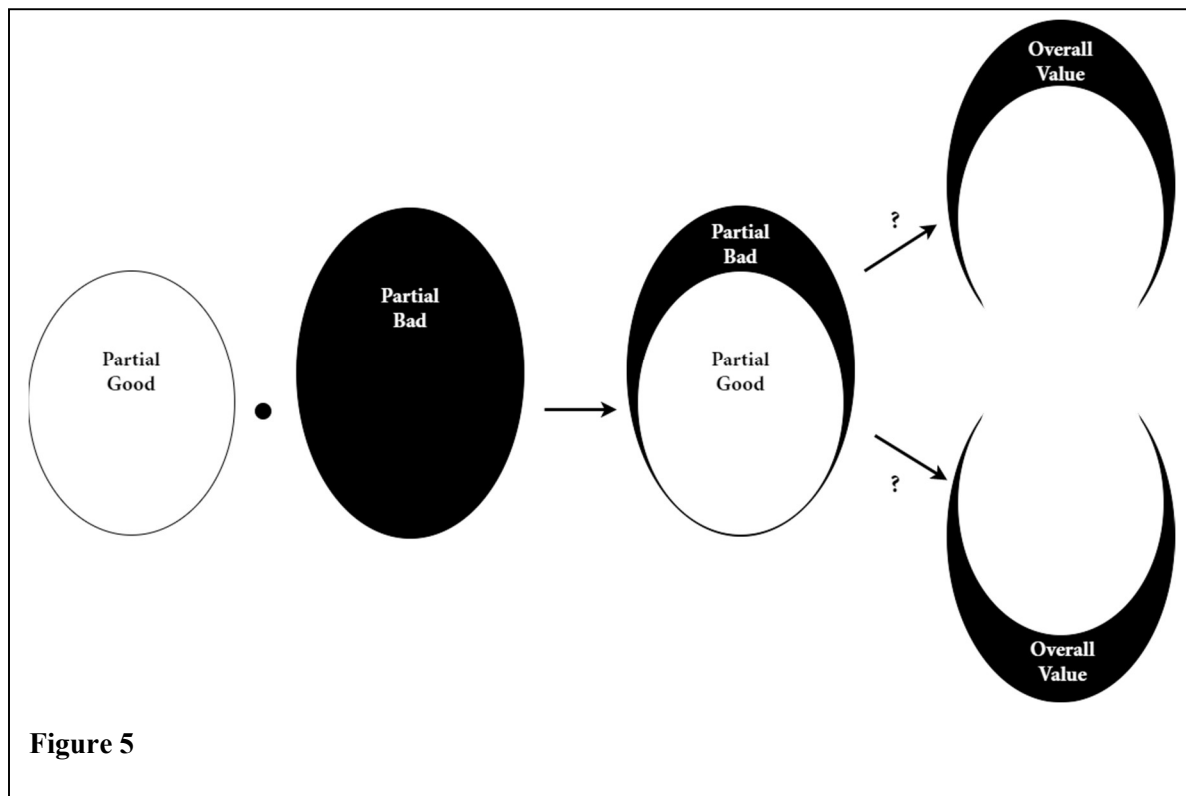 Partial
Good
Partial
Bad
Partial
Bad
Partial
Good
?
?
Overall
Value
Overall
Value
Figure 5